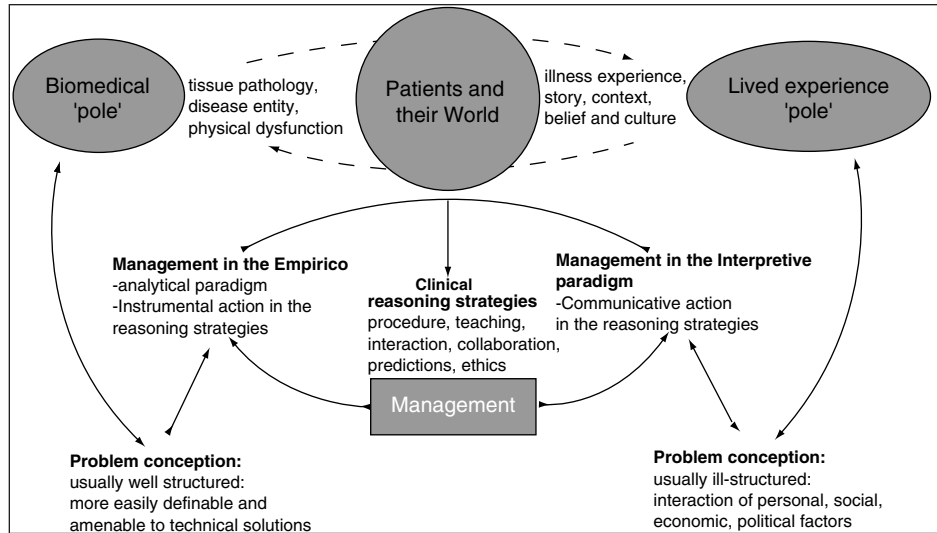 Biomedical
'pole'
tissue pathology,
disease entity,
physical dysfunction
Patients and
their World
illness experience,
story, context,
belief and culture
Lived experience
'pole'
Management in the Empirico
-analytical paradigm
-Instrumental action in the
reasoning strategies
Clinical
reasoning strategies
procedure, teaching,
interaction, collaboration,
predictions, ethics
Management in the Interpretive
paradigm
-Communicative action
in the reasoning strategies
Management
Problem conception:
usually well structured:
more easily definable and
amenable to technical solutions
Problem conception:
usually ill-structured:
interaction of personal, social,
economic, political factors